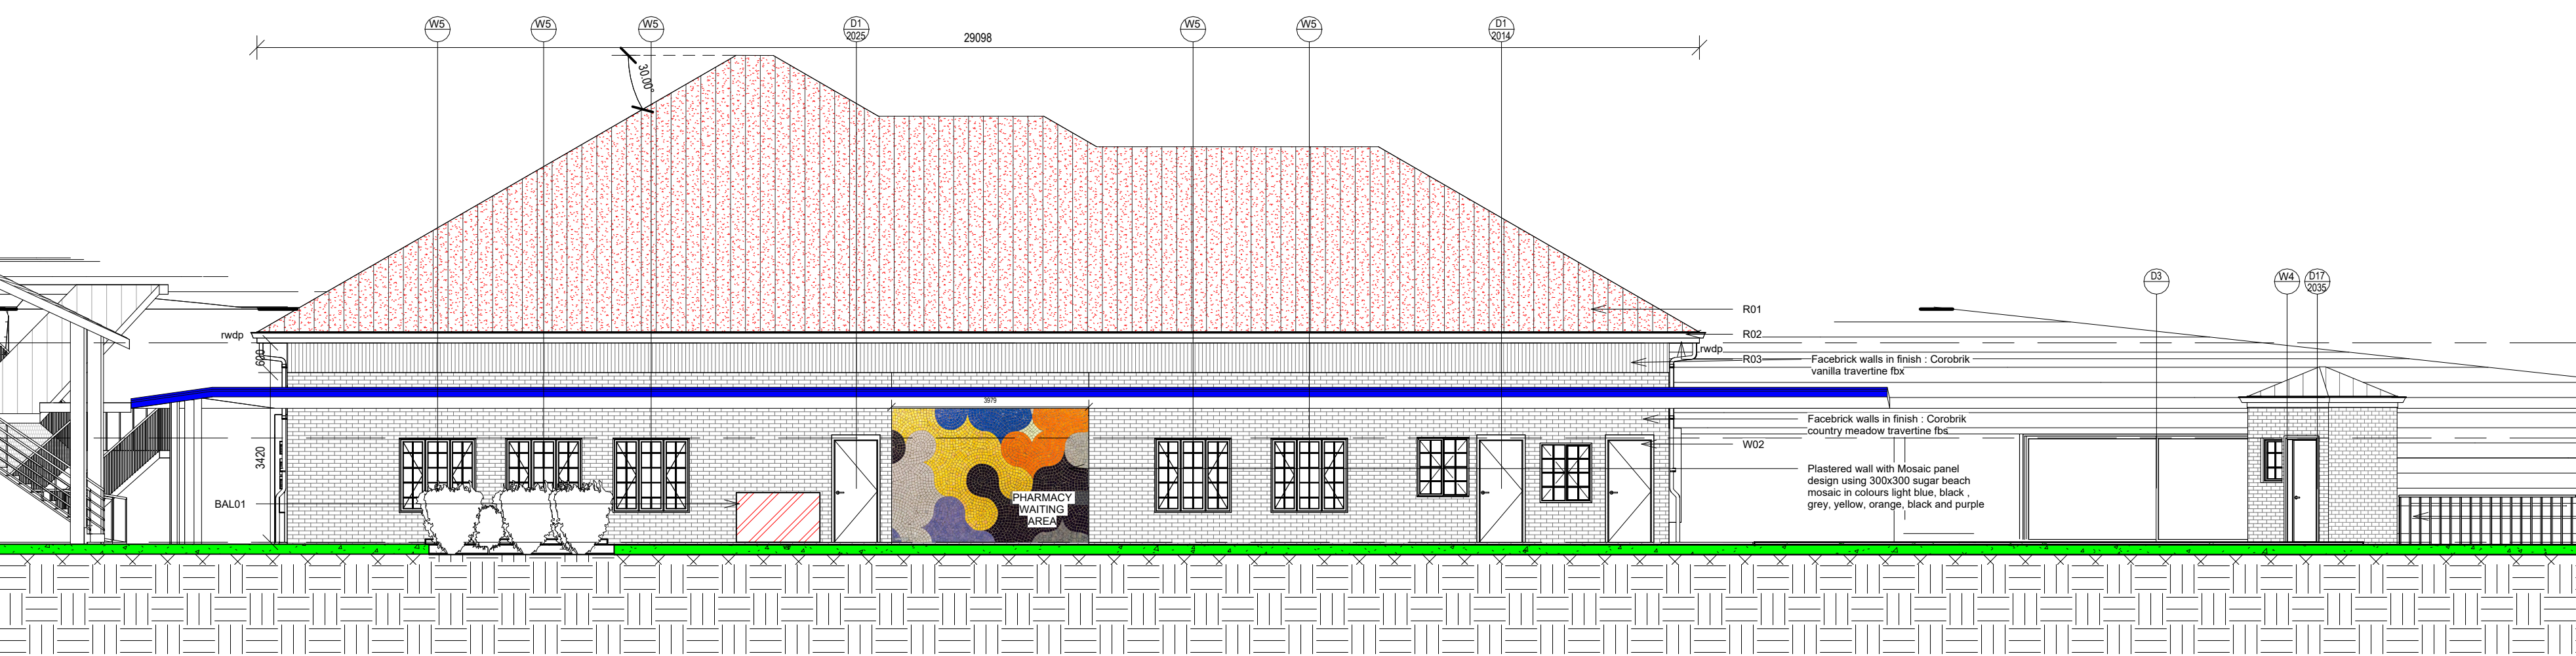 W5
W5
W5
D1
2025
W5
W5
D1
2014
29098
30.00°
D3
W4
D17
2035
R01
rwdp
R02
rwdp
600
R03
Facebrick walls in finish : Corobrik
vanilla travertine fbx
3979
Facebrick walls in finish : Corobrik
country meadow travertine fbs
W02
3420
Plastered wall with Mosaic panel
design using 300x300 sugar beach
mosaic in colours light blue, black ,
grey, yellow, orange, black and purple
BAL01
PHARMACY
WAITING
AREA